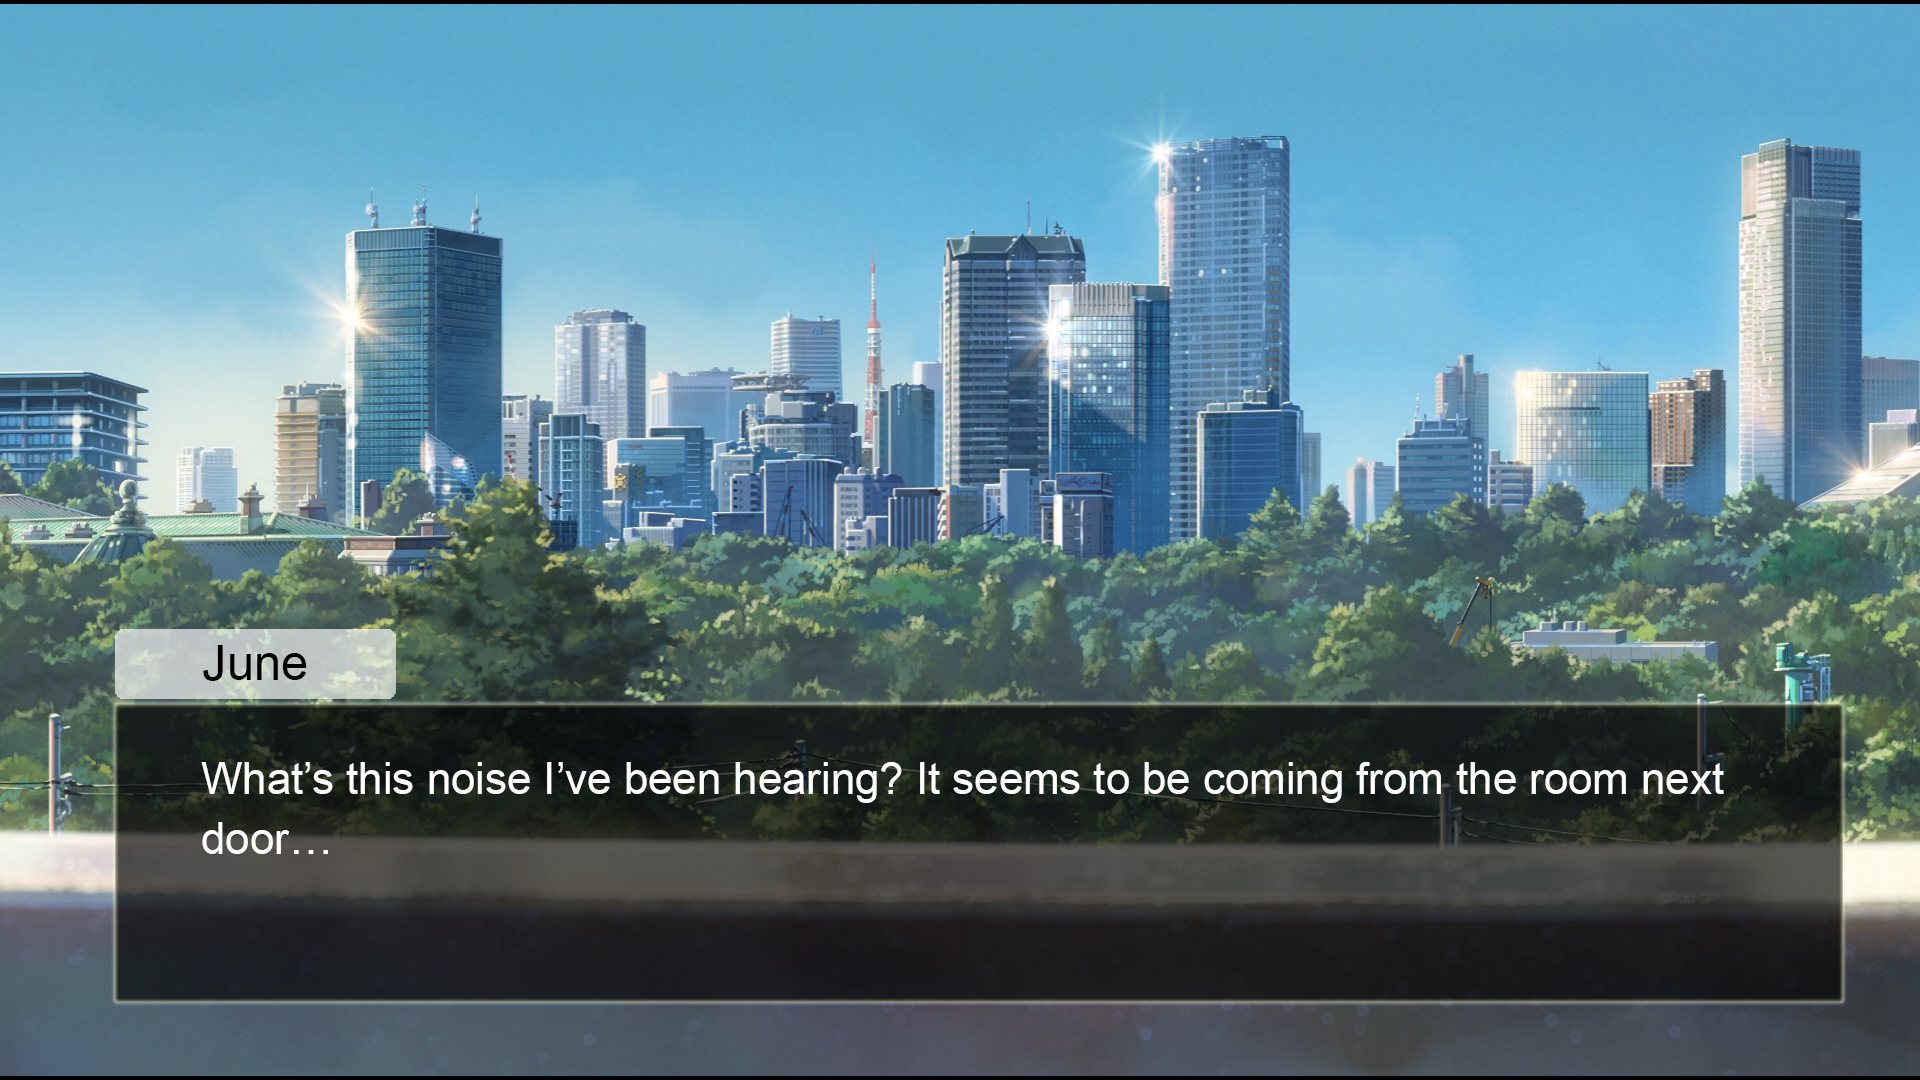 June
What’s this noise I’ve been hearing? It seems to be coming from the room next
door…